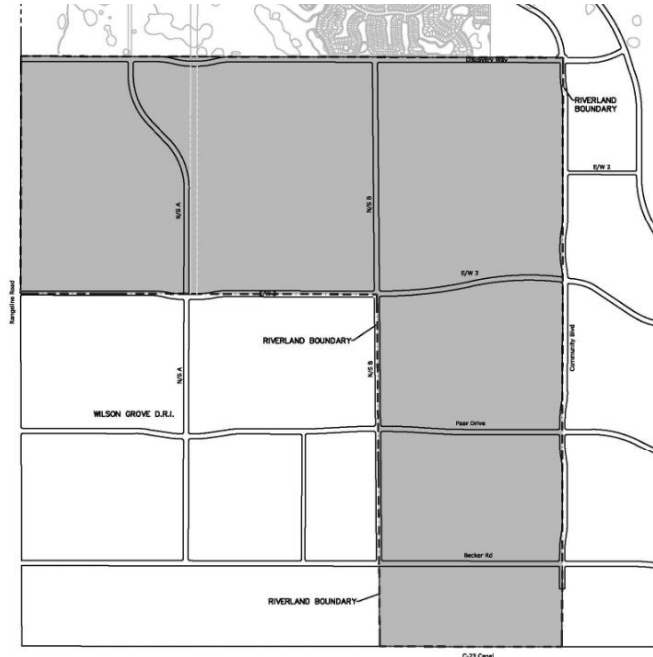 Discovery Way
RIVERLAND
BOUNDARY
E/W 2
N/S A
N/S B
E/W 3
E/W 3
Rangeline Road
RIVERLAND BOUNDARY
Community Blvd
N/S A
N/S B
WILSON GROVE D.R.I.
Paar Drive
Becker Rd
RIVERLAND BOUNDARY
C-23 Canal